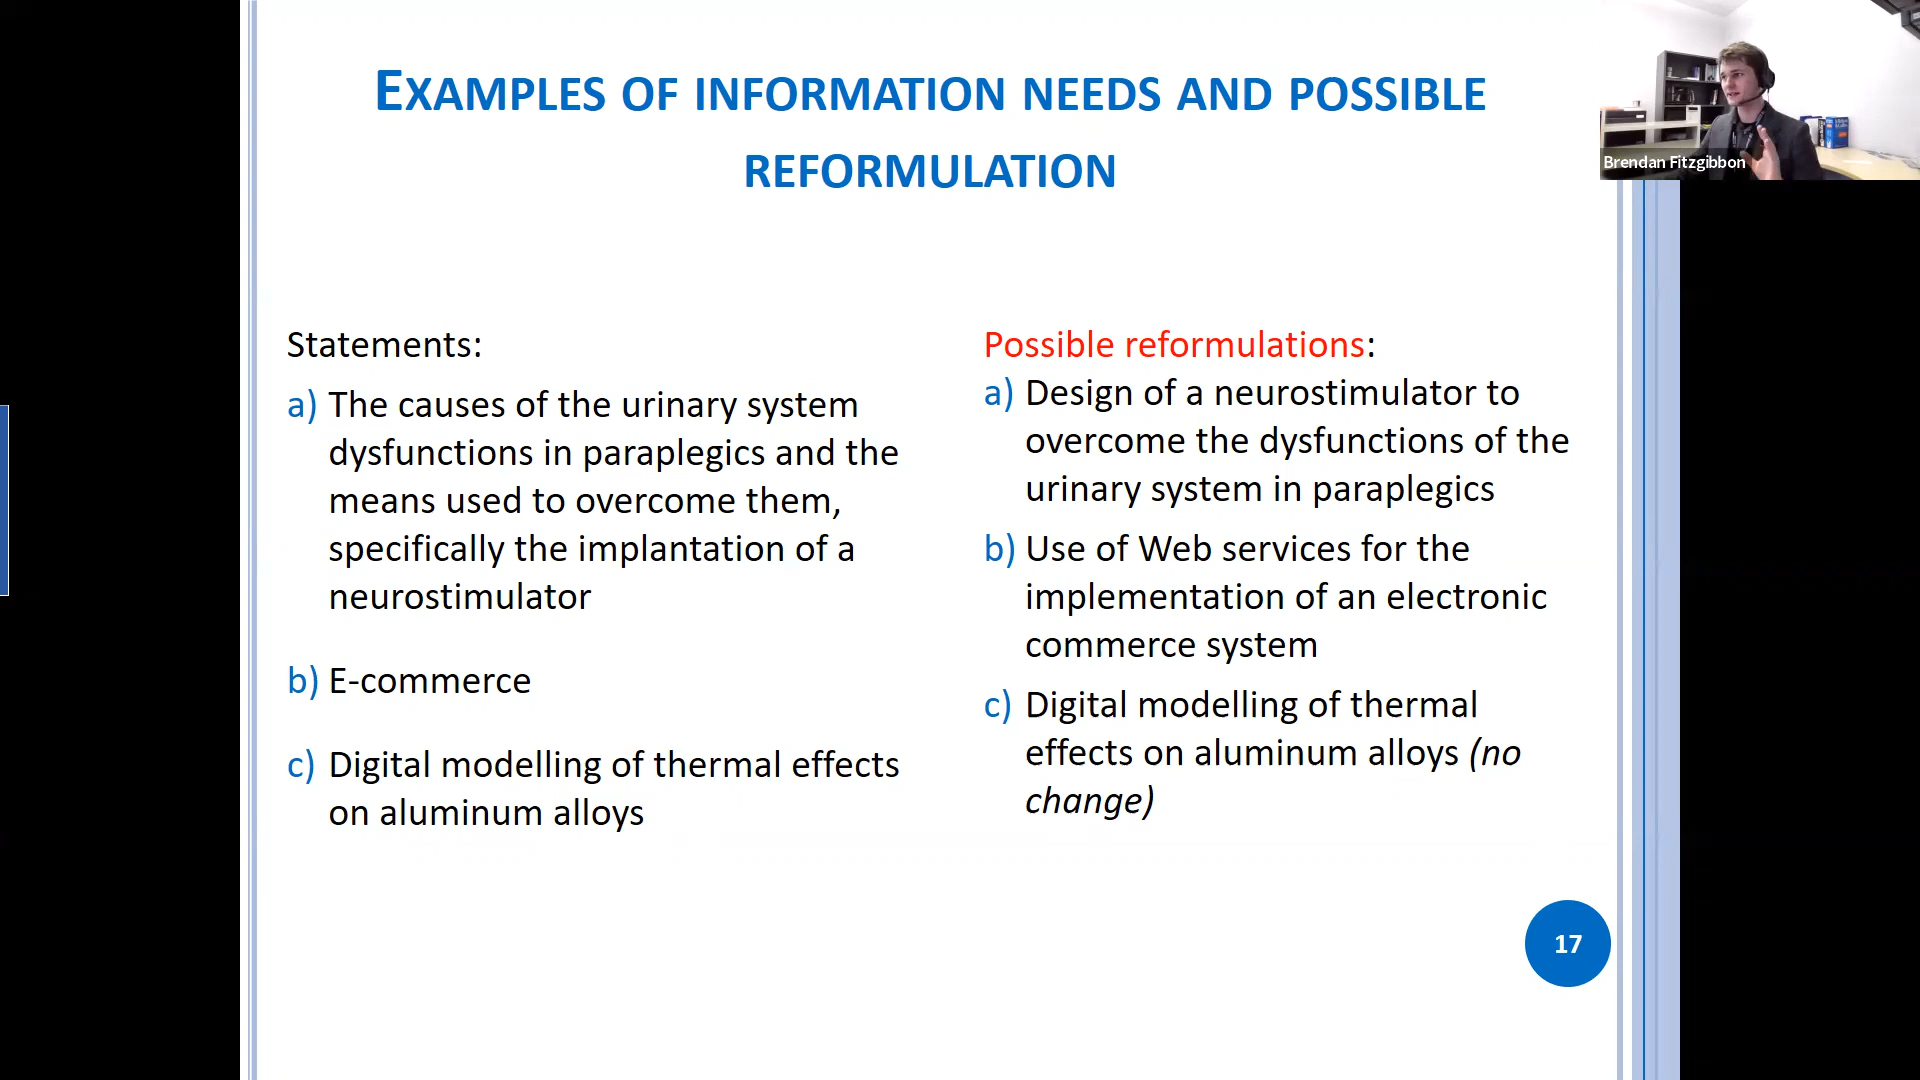 EXAMPLES OF INFORMATION NEEDS AND POSSIBLE
REFORMULATION
Brendan Fitzgibbon
Statements:
a) The causes of the urinary system
dysfunctions in paraplegics and the
means used to overcome them,
specifically the implantation of a
neurostimulator
b) E-commerce
c) Digital modelling of thermal effects
on aluminum alloys
Possible reformulations:
a) Design of a neurostimulator to
overcome the dysfunctions of the
urinary system in paraplegics
b) Use of Web services for the
implementation of an electronic
commerce system
c) Digital modelling of thermal
effects on aluminum alloys (no
change)
17